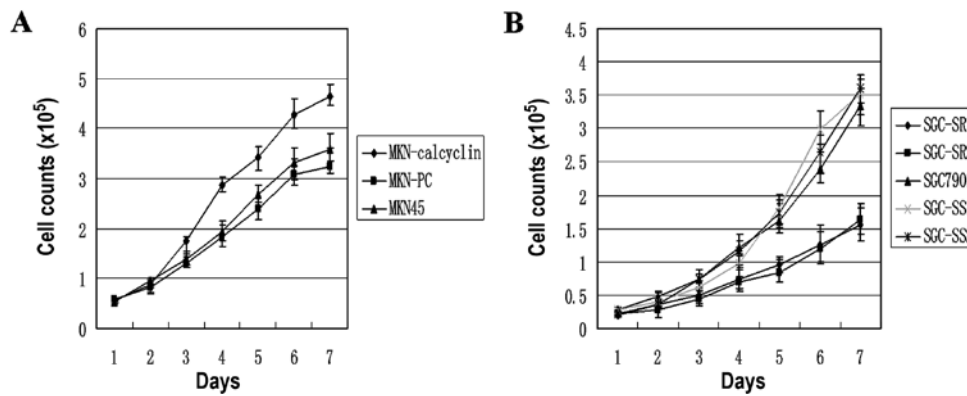 A
Cell counts (x10⁵)
6
5
4
3
2
1
0
1 2 3 4 5 6 7
Days
MKN-calcyclin
MKN-PC
MKN45
B
Cell counts (x10⁵)
4.5
4
3.5
3
2.5
2
1.5
1
0.5
0
1 2 3 4 5 6 7
Days
SGC-SR
SGC-SR
SGC790
SGC-SS
SGC-SS